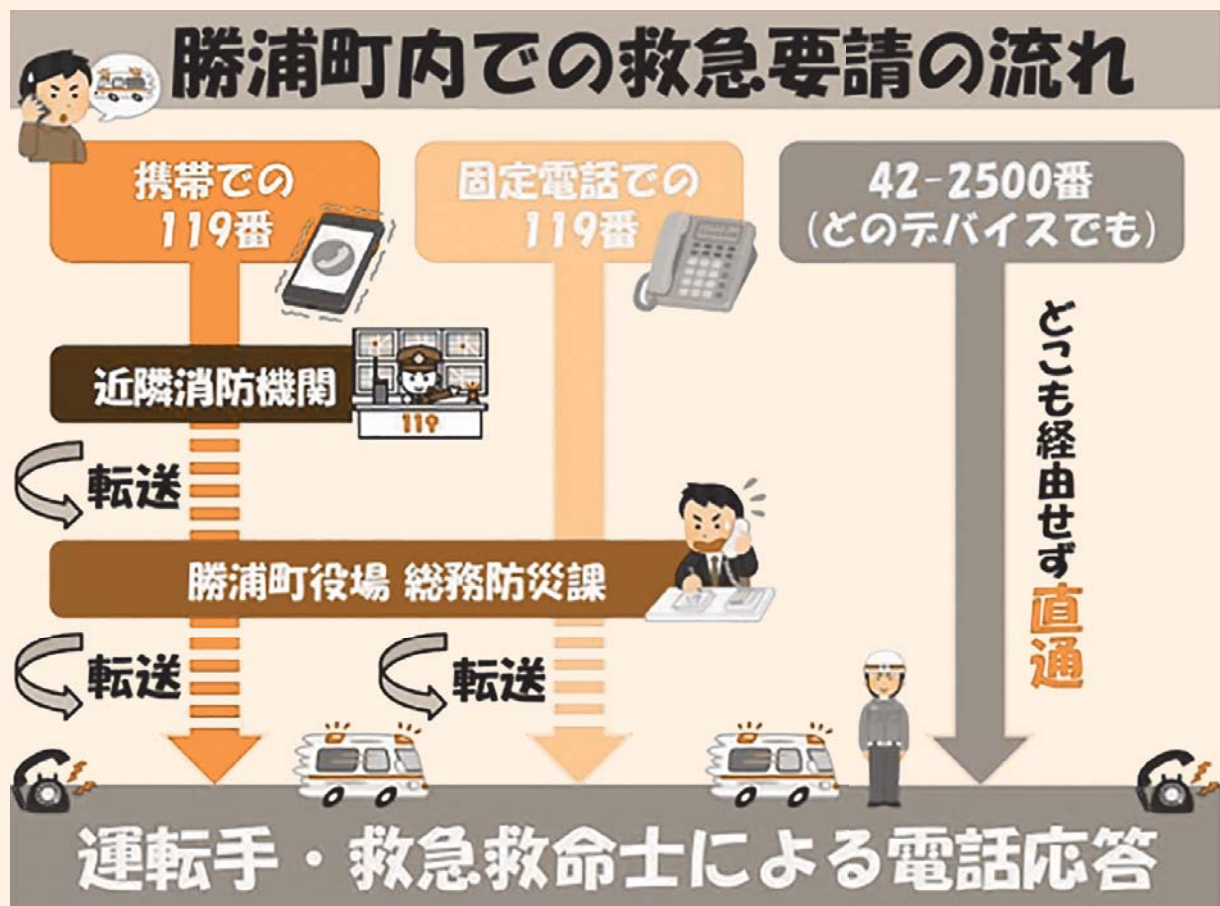 勝浦町内での救急要請の流れ
携帯での
119番
固定電話での
119番
42-2500番
(どのデバイスでも)
近隣消防機関
119
転送
勝浦町役場 総務防災課
転送
転送
どこも経由せず直通
運転手・救急救命士による電話応答